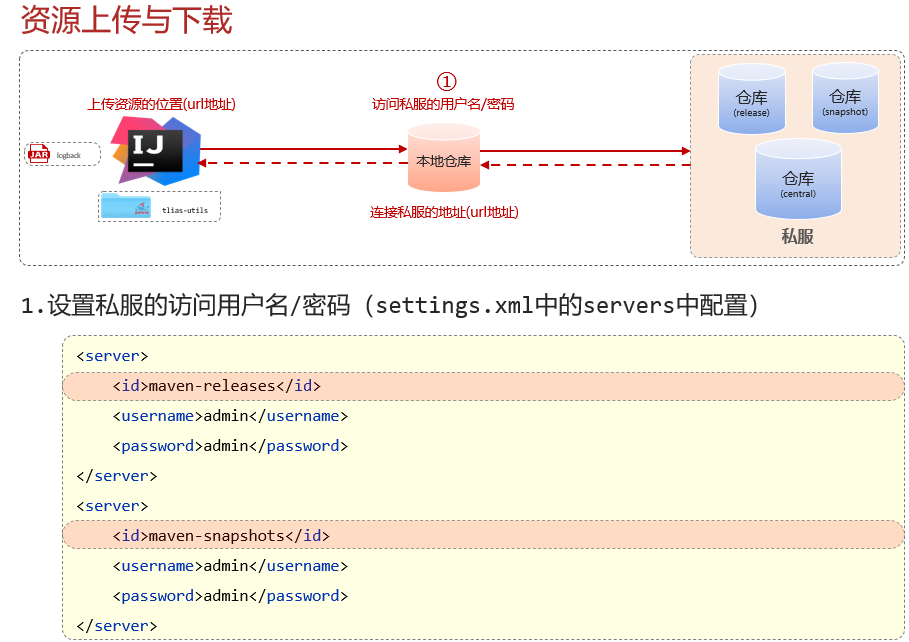 资源上传与下载
①
上传资源的位置(url地址)
访问私服的用户名/密码
仓库
(release)
仓库
(snapshot)
IJ
JAR
logback
本地仓库
仓库
(central)
tlias-utils
连接私服的地址(url地址)
私服
1.设置私服的访问用户名/密码（settings.xml中的servers中配置）
<server>
<id>maven-releases</id>
<username>admin</username>
<password>admin</password>
</server>
<server>
<id>maven-snapshots</id>
<username>admin</username>
<password>admin</password>
</server>